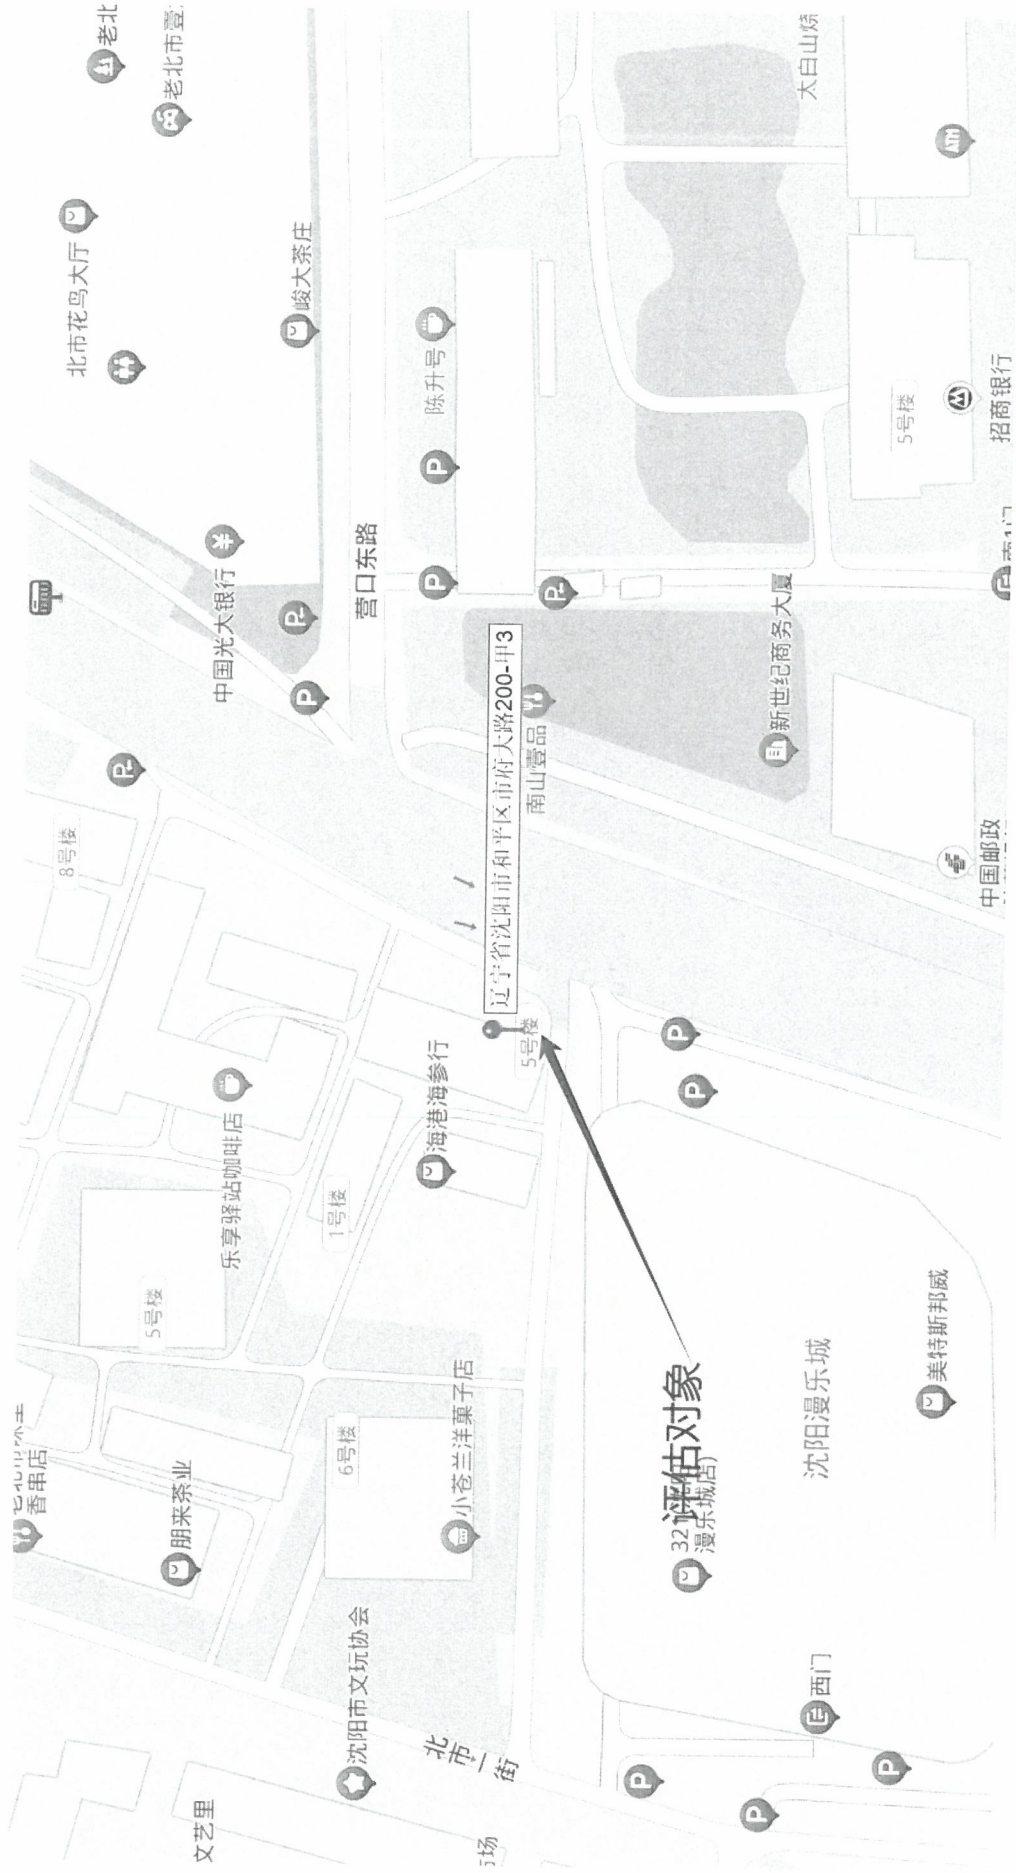 香串店
8号楼
北市花鸟大厅
老北
5号楼
朋来茶业
老北市壹
文艺里
中国光大银行
乐享驿站咖啡店
峻大茶庄
1号楼
6号楼
沈阳市文玩协会
营口东路
海港海参行
陈升号
北市一街
小苍兰洋菓子店
场
辽宁省沈阳市和平区市府大路200-甲3
5号楼
南山壹品
评估对象
321
漫乐城店)
新世纪商务大厦
太白山烧
沈阳漫乐城
西门
5号楼
美特斯邦威
ATM
中国邮政
招商银行